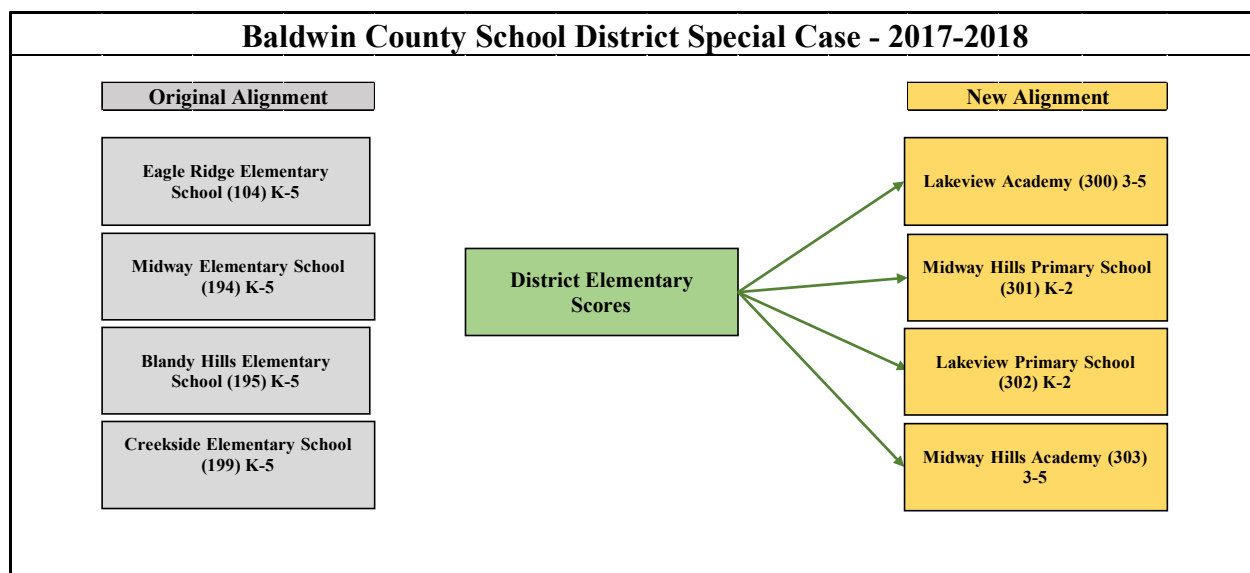 Baldwin County School District Special Case - 2017-2018
Original Alignment
Eagle Ridge Elementary
School (104) K-5
Midway Elementary School
(194) K-5
Blandy Hills Elementary
School (195) K-5
Creekside Elementary School
(199) K-5
District Elementary
Scores
New Alignment
Lakeview Academy (300) 3-5
Midway Hills Primary School
(301) K-2
Lakeview Primary School
(302) K-2
Midway Hills Academy (303)
3-5